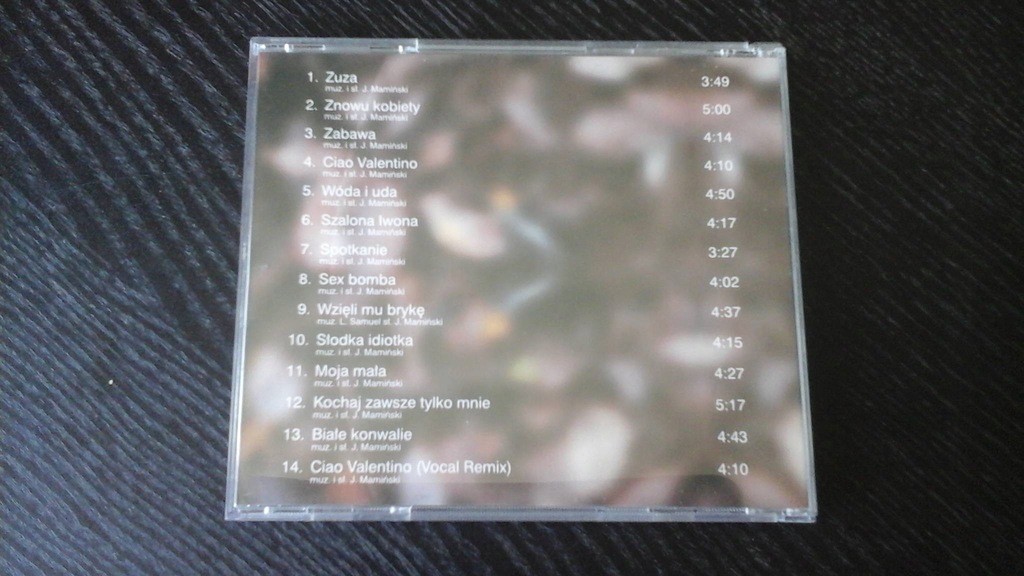 1. Zuza 3:49
muz. i sł. J. Mamiński
2. Znowu kobiety 5:00
muz. i sł. J. Mamiński
3. Zabawa 4:14
muz. i sł. J. Mamiński
4. Ciao Valentino 4:10
muz. i sł. J. Mamiński
5. Wóda i uda 4:50
muz. i sł. J. Mamiński
6. Szalona Iwona 4:17
muz. i sł. J. Mamiński
7. Spotkanie 3:27
muz. i sł. J. Mamiński
8. Sex bomba 4:02
muz. i sł. J. Mamiński
9. Wzięli mu brykę 4:37
muz. L. Samuel sł. J. Mamiński
10. Słodka idiotka 4:15
muz. i sł. J. Mamiński
11. Moja mała 4:27
muz. i sł. J. Mamiński
12. Kochaj zawsze tylko mnie 5:17
muz. i sł. J. Mamiński
13. Białe konwalie 4:43
muz. i sł. J. Mamiński
14. Ciao Valentino (Vocal Remix) 4:10
muz. i sł. J. Mamiński